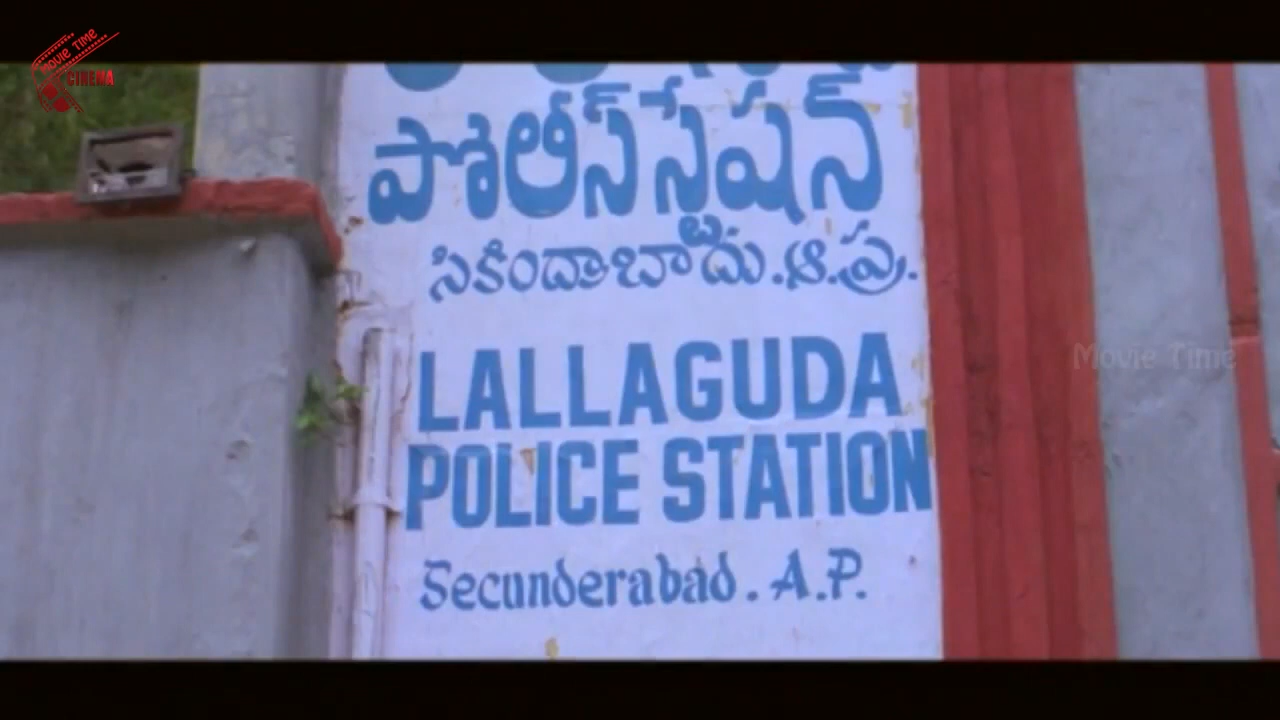 MOVIE TIME
CINEMA
పోలీస్ స్టేషన్
సికింద్రాబాదు.ఆ.ప్ర.
LALLAGUDA
POLICE STATION
Secunderabad. A.P.
Movie Time